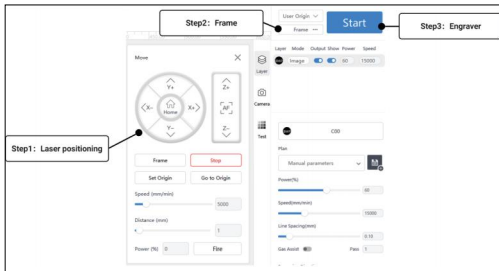 Step2: Frame
User Origin
Frame
Start
Step3: Engraver
Layer Mode Output Show Power Speed
Image 60 15000
Move
Layer
Y+
Z+
X-
Home
X+
AF
Camera
Y-
Z-
Test
C00
Step1: Laser positioning
Plan
Manual parameters
Frame
Stop
Set Origin
Go to Origin
Power(%)
60
Speed (mm/min)
5000
Speed(mm/min)
15000
Distance (mm)
1
Line Spacing(mm)
0.10
Power (%) 0
Fine
Gas Assist
Pass 1